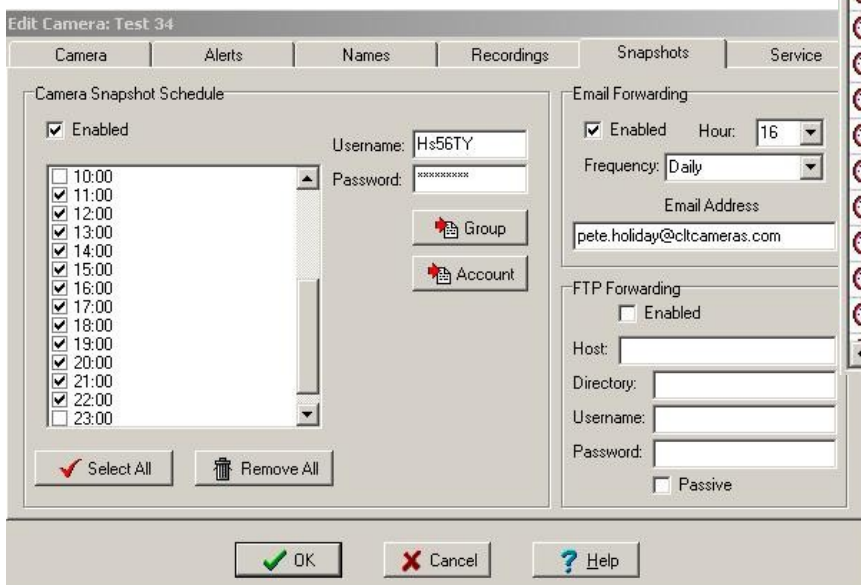 Edit Camera: Test 34
Camera
Alerts
Names
Recordings
Snapshots
Service
Camera Snapshot Schedule
Enabled
10:00
11:00
12:00
13:00
14:00
15:00
16:00
17:00
18:00
19:00
20:00
21:00
22:00
23:00
Username: Hs56TY
Password: *********
Group
Account
Select All
Remove All
Email Forwarding
Enabled Hour: 16
Frequency: Daily
Email Address
pete.holiday@cltcameras.com
FTP Forwarding
Enabled
Host:
Directory:
Username:
Password:
Passive
OK
Cancel
Help